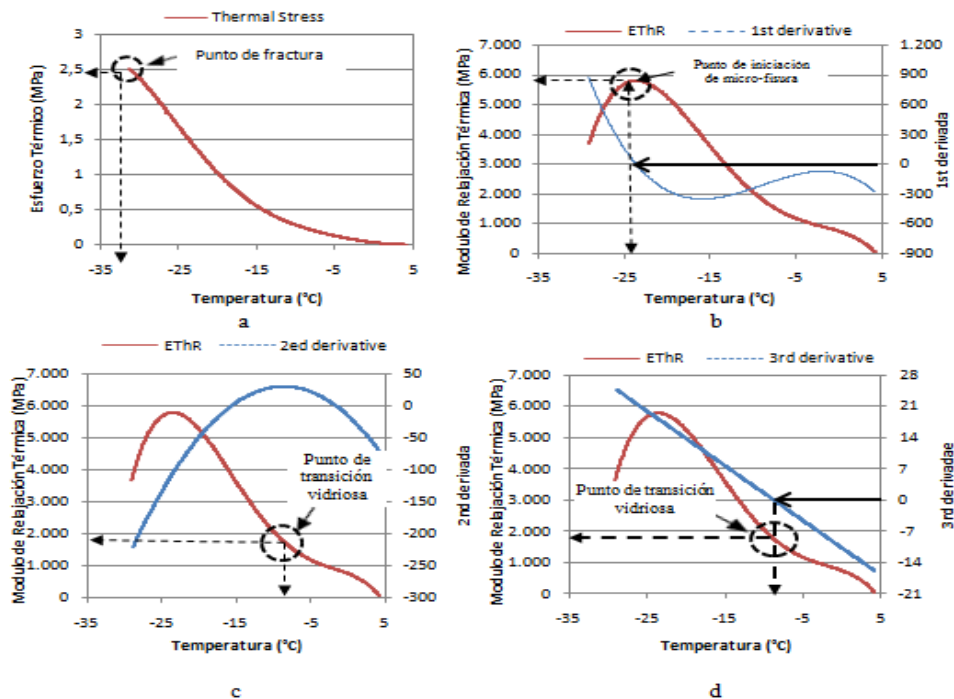 Thermal Stress
3
2,5
2
1,5
1
0,5
0
Esfuerzo Térmico (MPa)
Punto de fractura
-35 -25 -15 -5 5
Temperatura (°C)
a
EThR 1st derivative
7.000
6.000
5.000
4.000
3.000
2.000
1.000
0
Modulo de Relajación Térmica (MPa)
Punto de iniciación
de micro-fisura
1.200
900
600
300
0
-300
-600
-900
1st derivada
-35 -25 -15 -5 5
Temperatura (°C)
b
EThR 2ed derivative
7.000
6.000
5.000
4.000
3.000
2.000
1.000
0
Modulo de Relajación Térmica (MPa)
Punto de
transición
vidriosa
50
0
-50
-100
-150
-200
-250
-300
2nd derivada
-35 -25 -15 -5 5
Temperatura (°C)
c
EThR 3rd derivative
7.000
6.000
5.000
4.000
3.000
2.000
1.000
0
Modulo de Relajación Térmica (MPa)
Punto de transición
vidriosa
28
21
14
7
0
-7
-14
-21
3rd derivadae
-35 -25 -15 -5 5
Temperatura (°C)
d